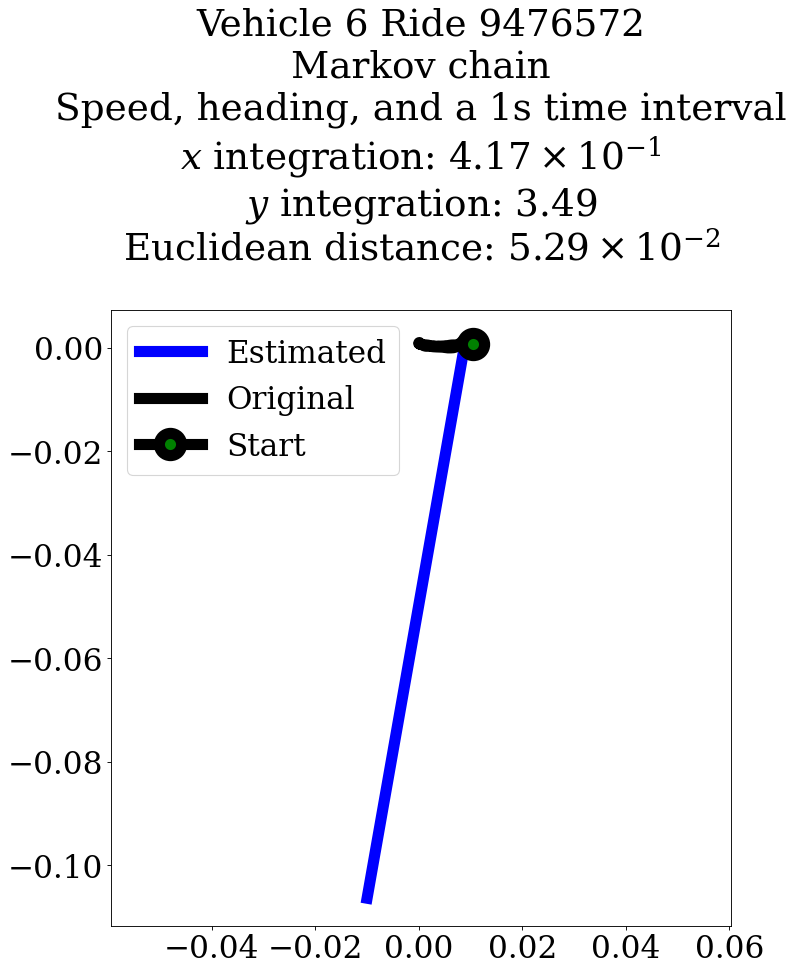 Vehicle 6 Ride 9476572
Markov chain
Speed, heading, and a 1s time interval
x integration: 4.17 × 10⁻¹
y integration: 3.49
Euclidean distance: 5.29 × 10⁻²
Estimated
Original
Start
0.00
−0.02
−0.04
−0.06
−0.08
−0.10
−0.04 −0.02 0.00 0.02 0.04 0.06